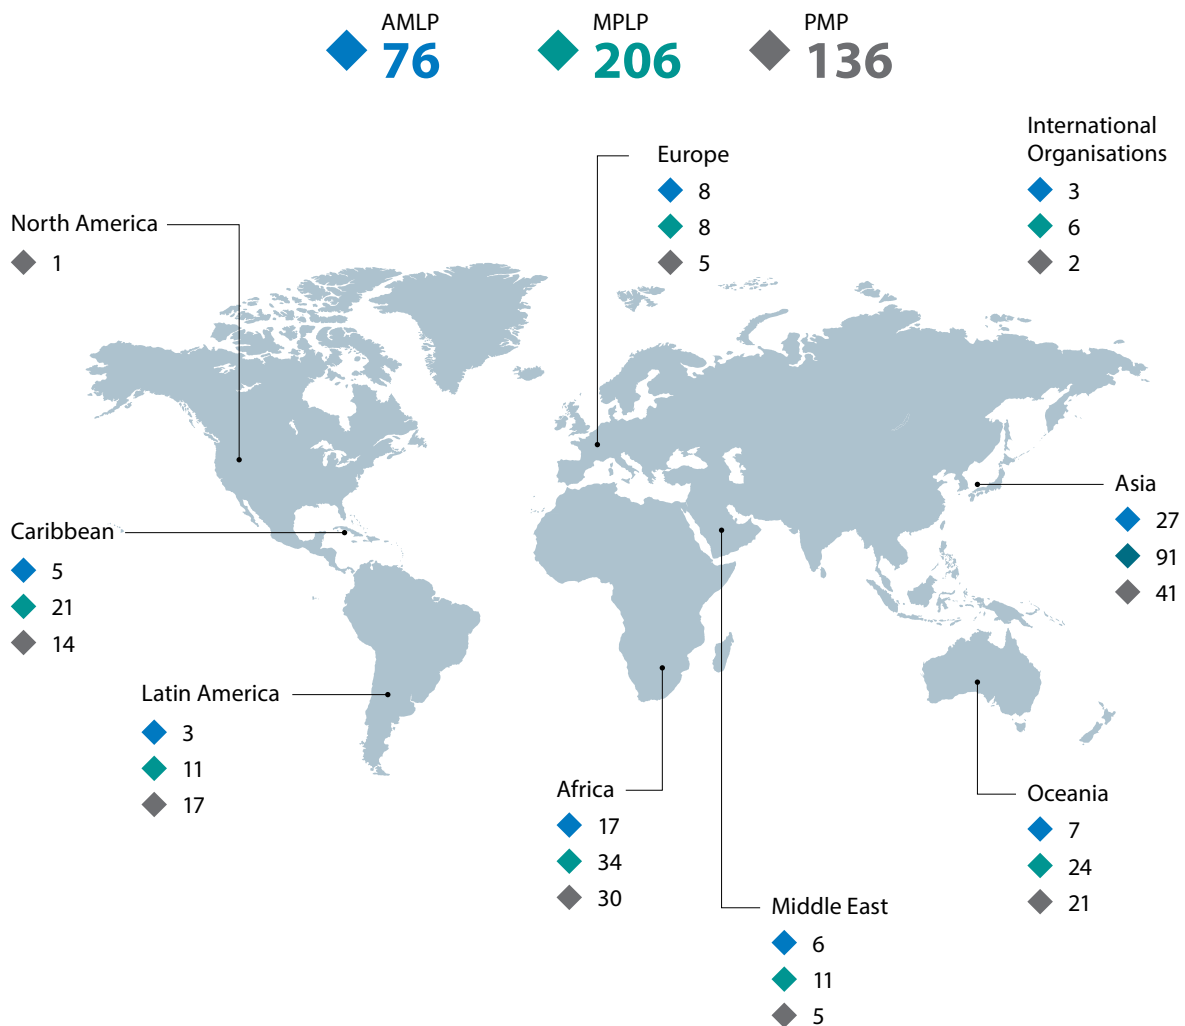 AMLP
76
MPLP
206
PMP
136
International
Organisations
3
6
2
Europe
8
8
5
North America
1
Asia
27
91
41
Caribbean
5
21
14
Latin America
3
11
17
Africa
17
34
30
Oceania
7
24
21
Middle East
6
11
5